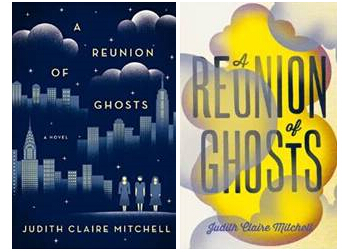 A
REUNION
OF
GHOSTS
A NOVEL
JUDITH CLAIRE MITCHELL
A
REUNION
of
GHOSTS
Judith Claire Mitchell